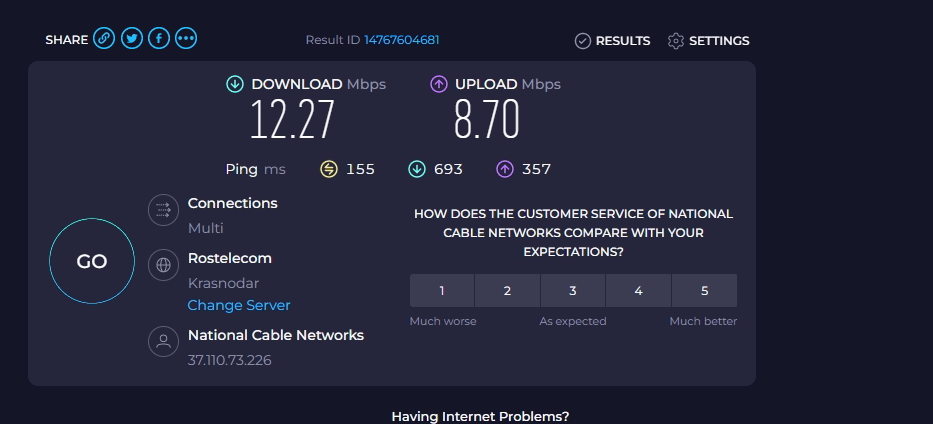 SHARE
Result ID 14767604681
RESULTS SETTINGS
DOWNLOAD Mbps
12.27
UPLOAD Mbps
8.70
Ping ms 155 693 357
GO
Connections
Multi
Rostelecom
Krasnodar
Change Server
National Cable Networks
37.110.73.226
HOW DOES THE CUSTOMER SERVICE OF NATIONAL
CABLE NETWORKS COMPARE WITH YOUR
EXPECTATIONS?
1 2 3 4 5
Much worse As expected Much better
Having Internet Problems?